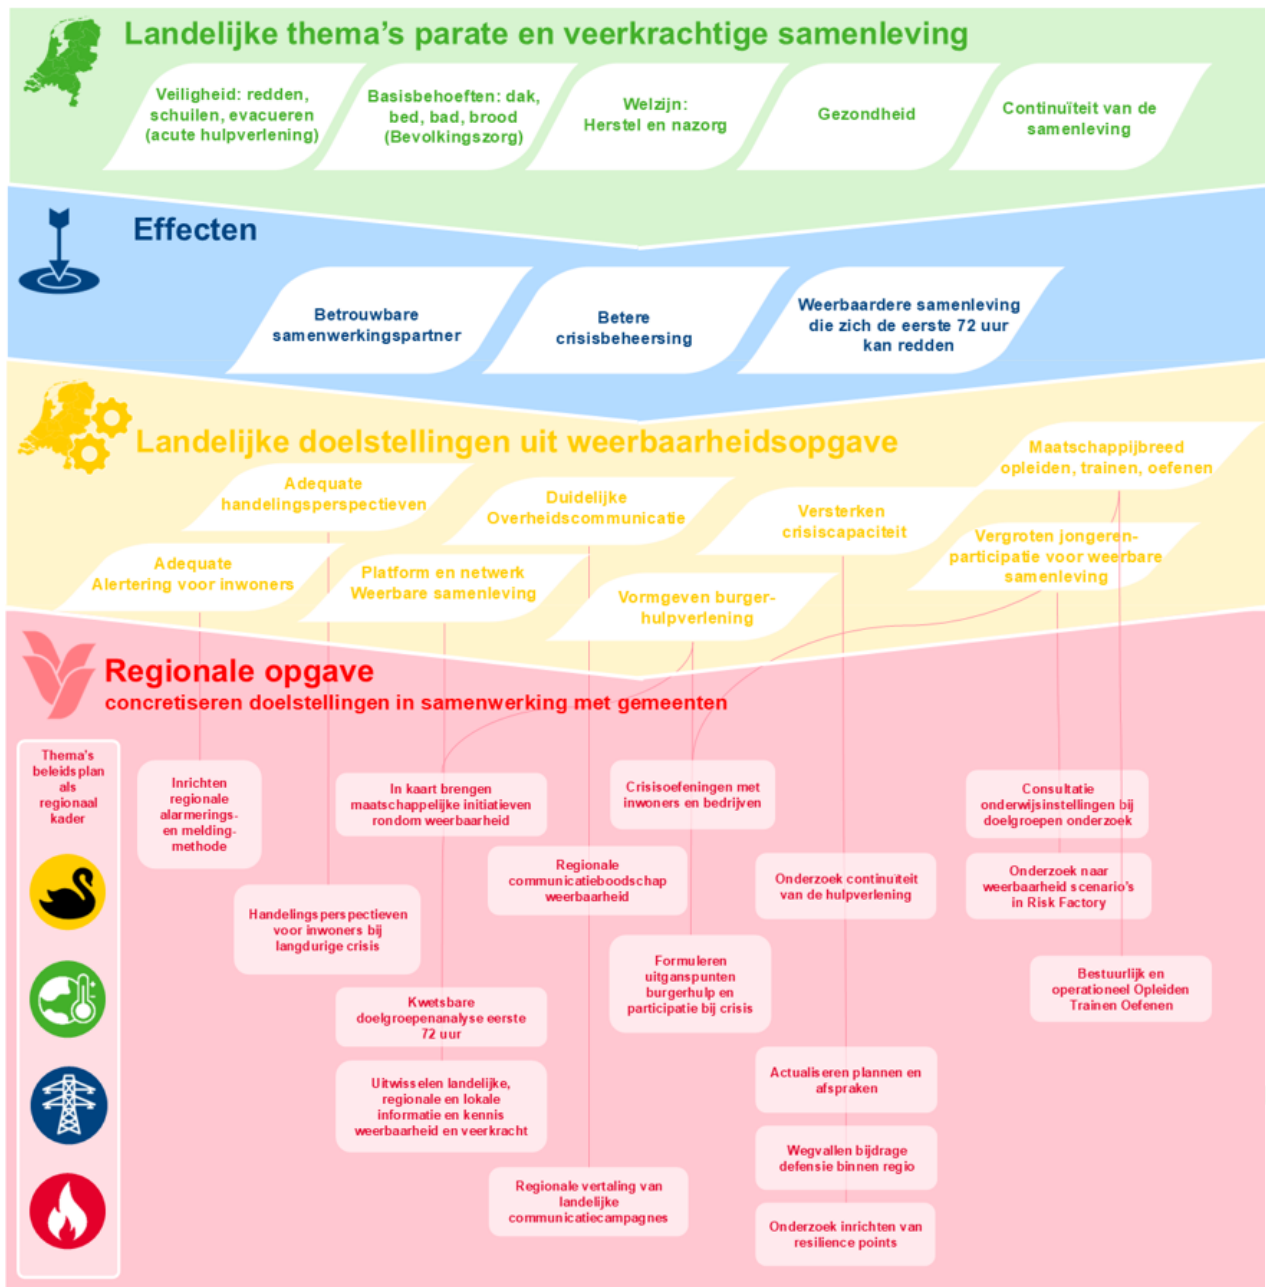 Landelijke thema's parate en veerkrachtige samenleving
Veiligheid: redden,
schuilen, evacueren
(acute hulpverlening)
Basisbehoeften: dak,
bed, bad, brood
(Bevolkingszorg)
Welzijn:
Herstel en nazorg
Gezondheid
Continuïteit van de
samenleving
Effecten
Betrouwbare
samenwerkingspartner
Betere
crisisbeheersing
Weerbaardere samenleving
die zich de eerste 72 uur
kan redden
Landelijke doelstellingen uit weerbaarheidsopgave
Maatschappijbreed
opleiden, trainen, oefenen
Adequate
handelingsperspectieven
Duidelijke
Overheidscommunicatie
Versterken
crisiscapaciteit
Vergroten jongeren-
participatie voor weerbare
samenleving
Adequate
Alertering voor inwoners
Platform en netwerk
Weerbare samenleving
Vormgeven burger-
hulpverlening
Regionale opgave
concretiseren doelstellingen in samenwerking met gemeenten
Thema's
beleidsplan
als
regionaal
kader
Inrichten
regionale
alarmerings-
en melding-
methode
In kaart brengen
maatschappelijke initiatieven
rondom weerbaarheid
Crisisoefeningen met
inwoners en bedrijven
Consultatie
onderwijsinstellingen bij
doelgroepen onderzoek
Regionale
communicatieboodschap
weerbaarheid
Onderzoek continuïteit
van de hulpverlening
Onderzoek naar
weerbaarheid scenario's
in Risk Factory
Handelingsperspectieven
voor inwoners bij
langdurige crisis
Formuleren
uitganspunten
burgerhulp en
participatie bij crisis
Bestuurlijk en
operationeel Opleiden
Trainen Oefenen
Kwetsbare
doelgroepenanalyse eerste
72 uur
Actualiseren plannen en
afspraken
Uitwisselen landelijke,
regionale en lokale
informatie en kennis
weerbaarheid en veerkracht
Wegvallen bijdrage
defensie binnen regio
Regionale vertaling van
landelijke
communicatiecampagnes
Onderzoek inrichten van
resilience points